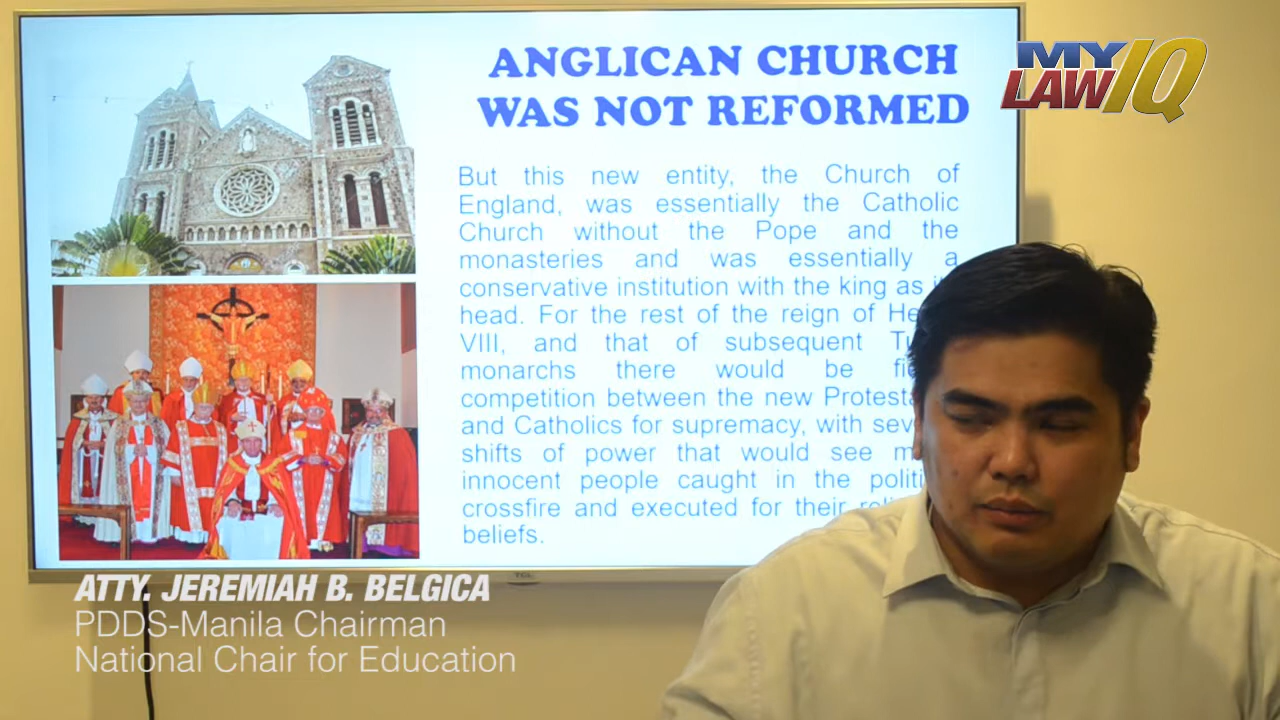 ANGLICAN CHURCH
WAS NOT REFORMED
MY
LAW IQ
But this new entity, the Church of
England, was essentially the Catholic
Church without the Pope and the
monasteries and was essentially a
conservative institution with the king as
head. For the rest of the reign of
VIII, and that of subsequent
monarchs there would be
competition between the new
and Catholics for supremacy, with
shifts of power that would see
innocent people caught in the
crossfire and executed for their
beliefs.
TCL
ATTY. JEREMIAH B. BELGICA
PDDS-Manila Chairman
National Chair for Education